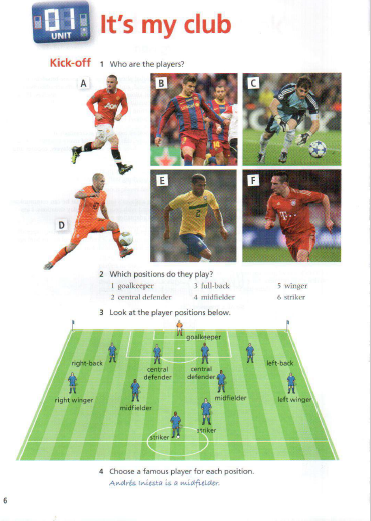 01
UNIT
It's my club
Kick-off 1 Who are the players?
A
B
C
AON
D
E
F
2 Which positions do they play?
1 goalkeeper 3 full-back 5 winger
2 central defender 4 midfielder 6 striker
3 Look at the player positions below.
goalkeeper
right-back central defender central defender left-back
right winger midfielder midfielder left winger
striker striker
4 Choose a famous player for each position.
Andrés Iniesta is a midfielder.
6